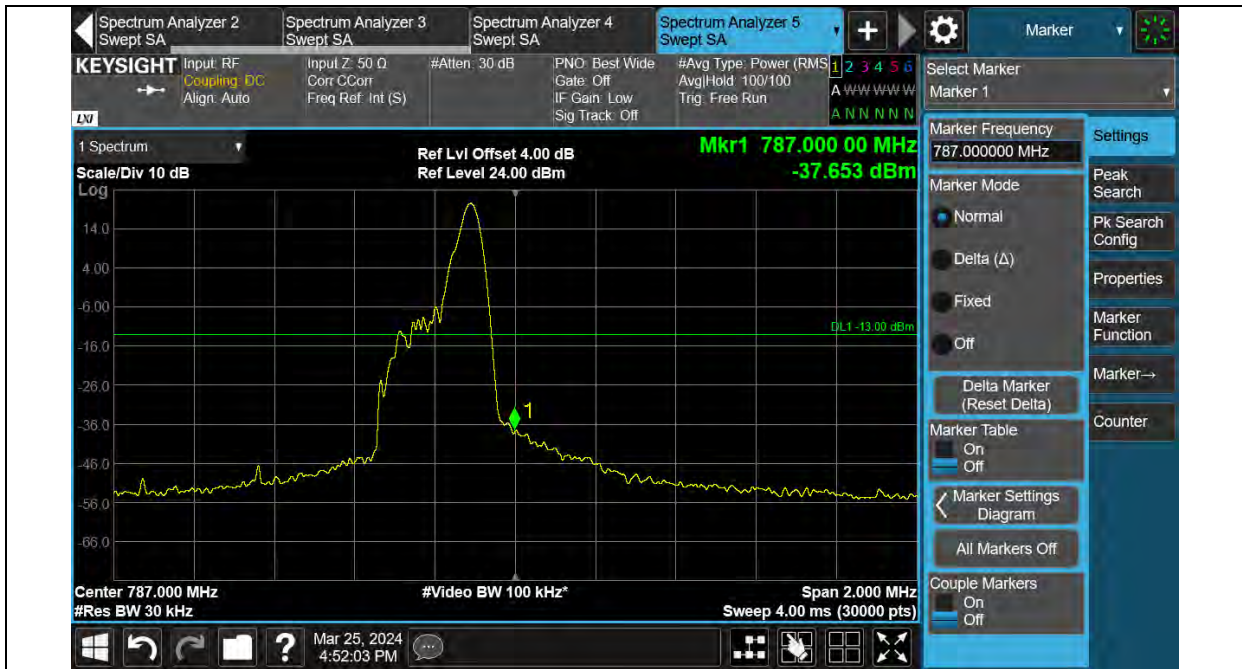 Spectrum Analyzer 2
Swept SA
Spectrum Analyzer 3
Swept SA
Spectrum Analyzer 4
Swept SA
Spectrum Analyzer 5
Swept SA
+
Marker
KEYSIGHT
LXI
Input: RF
Coupling: DC
Align: Auto
Input Z: 50 Ω
Corr CCorr
Freq Ref: Int (S)
#Atten: 30 dB
PNO: Best Wide
Gate: Off
IF Gain: Low
Sig Track: Off
#Avg Type: Power (RMS
Avg|Hold: 100/100
Trig: Free Run
1 2 3 4 5 6
A W W W W W
A N N N N N
Select Marker
Marker 1
1 Spectrum
Scale/Div 10 dB
Log
Ref Lvl Offset 4.00 dB
Ref Level 24.00 dBm
Mkr1 787.000 00 MHz
-37.653 dBm
14.0
4.00
-6.00
-16.0
-26.0
-36.0
-46.0
-56.0
-66.0
DL1 -13.00 dBm
1
Center 787.000 MHz
#Res BW 30 kHz
#Video BW 100 kHz*
Span 2.000 MHz
Sweep 4.00 ms (30000 pts)
Marker Frequency
787.000000 MHz
Marker Mode
Normal
Delta (Δ)
Fixed
Off
Delta Marker
(Reset Delta)
Marker Table
On
Off
Marker Settings
Diagram
All Markers Off
Couple Markers
On
Off
Settings
Peak
Search
Pk Search
Config
Properties
Marker
Function
Marker→
Counter
?
Mar 25, 2024
4:52:03 PM